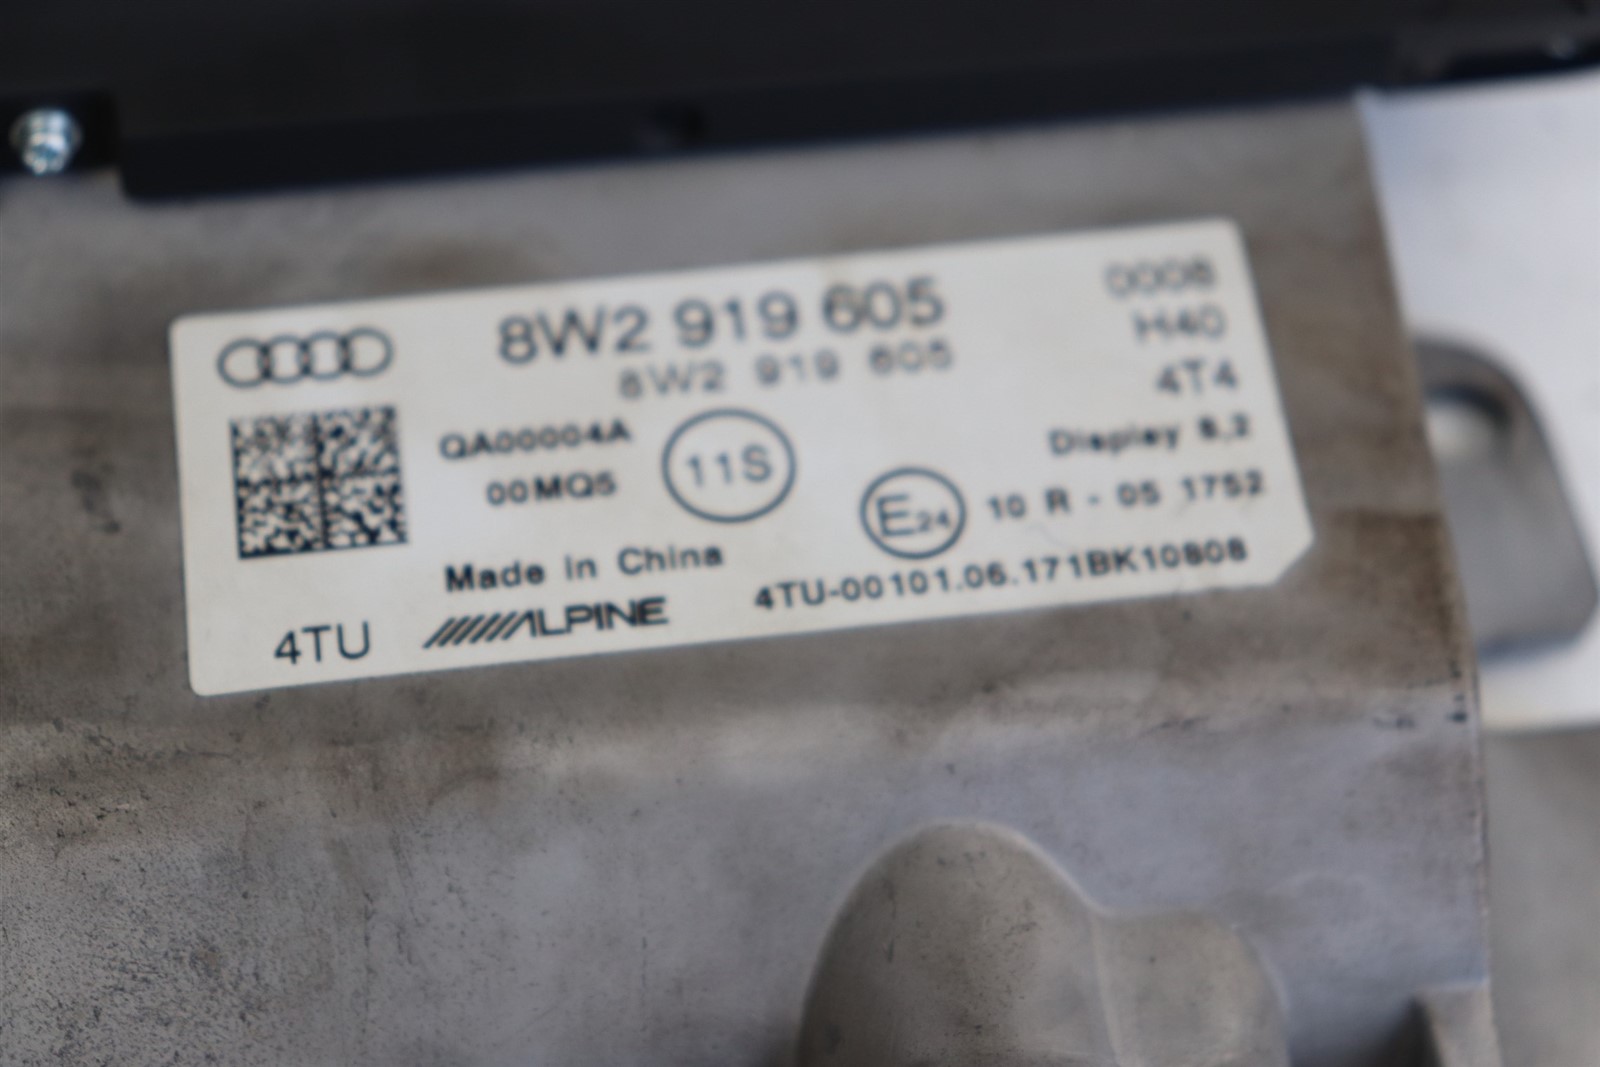 8W2 919 605
8W2 919 605
0008
H40
4T4
QA00004A
00MQ5
11S
Display 8,2
E24
10 R - 05 1752
Made in China
4TU-00101.06.171BK10808
4TU
ALPINE